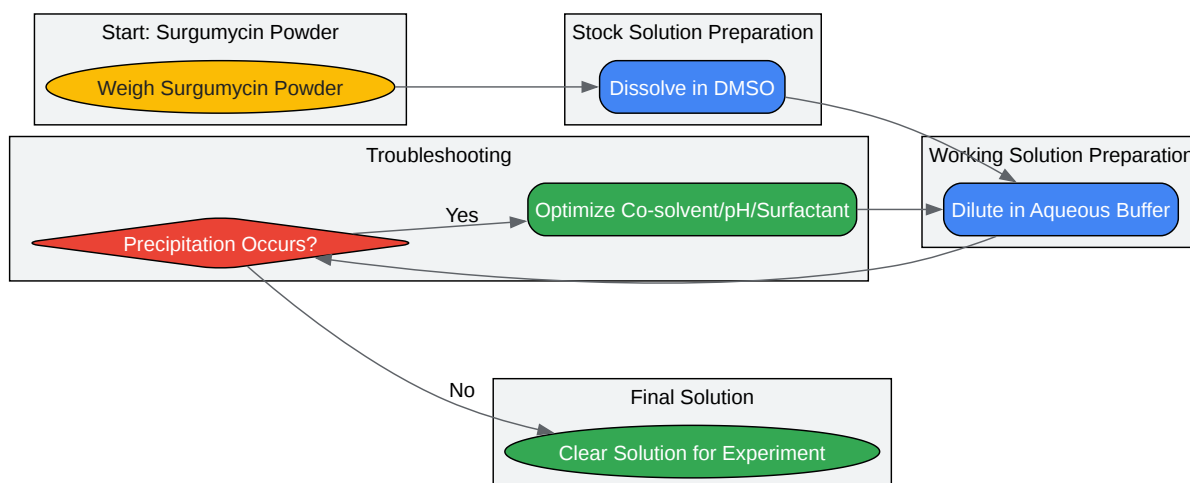 Start: Surgumycin Powder
Weigh Surgumycin Powder
Stock Solution Preparation
Dissolve in DMSO
Troubleshooting
Precipitation Occurs?
Yes
Optimize Co-solvent/pH/Surfactant
Working Solution Preparation
Dilute in Aqueous Buffer
No
Final Solution
Clear Solution for Experiment